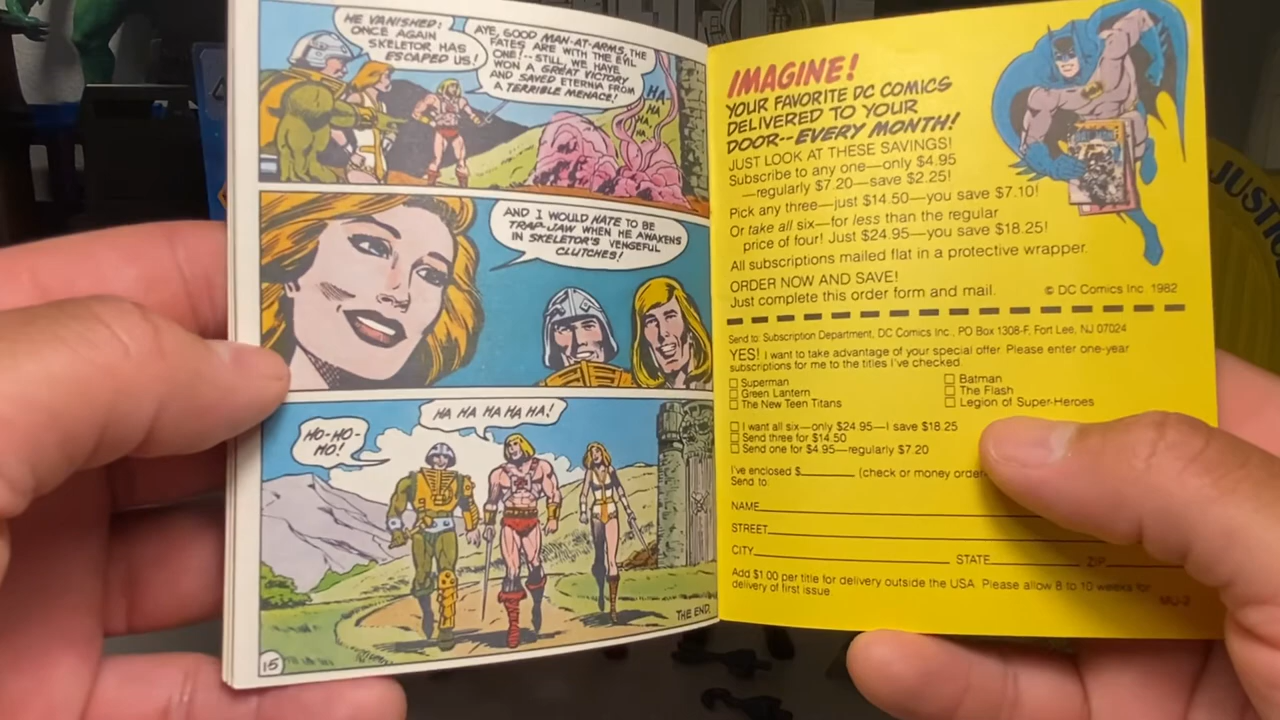 HE VANISHED!
ONCE AGAIN
SKELETOR HAS
ESCAPED US!
AYE, GOOD MAN-AT-ARMS, THE
FATES ARE WITH THE EVIL
ONE!--STILL, WE HAVE
WON A GREAT VICTORY
AND SAVED ETERNIA FROM
A TERRIBLE MENACE!
HA
HA
HA
HA
AND I WOULD HATE TO BE
TRAP-JAW WHEN HE AWAKENS
IN SKELETOR'S VENGEFUL
CLUTCHES!
HA HA HA HA HA!
HO-HO-
HO!
THE END.
15
IMAGINE!
YOUR FAVORITE DC COMICS
DELIVERED TO YOUR
DOOR--EVERY MONTH!
JUST LOOK AT THESE SAVINGS!
Subscribe to any one—only $4.95
—regularly $7.20—save $2.25!
Pick any three—just $14.50—you save $7.10!
Or take all six—for less than the regular
price of four! Just $24.95—you save $18.25!
All subscriptions mailed flat in a protective wrapper.
ORDER NOW AND SAVE!
Just complete this order form and mail.
© DC Comics Inc. 1982
Send to: Subscription Department, DC Comics Inc., PO Box 1308-F, Fort Lee, NJ 07024
YES! I want to take advantage of your special offer. Please enter one-year
subscriptions for me to the titles I've checked.
Superman
Green Lantern
The New Teen Titans
Batman
The Flash
Legion of Super-Heroes
I want all six—only $24.95—I save $18.25
Send three for $14.50
Send one for $4.95—regularly $7.20
I've enclosed $ (check or money order
Send to:
NAME
STREET
CITY STATE ZIP
Add $1.00 per title for delivery outside the USA. Please allow 8 to 10 weeks for
delivery of first issue.